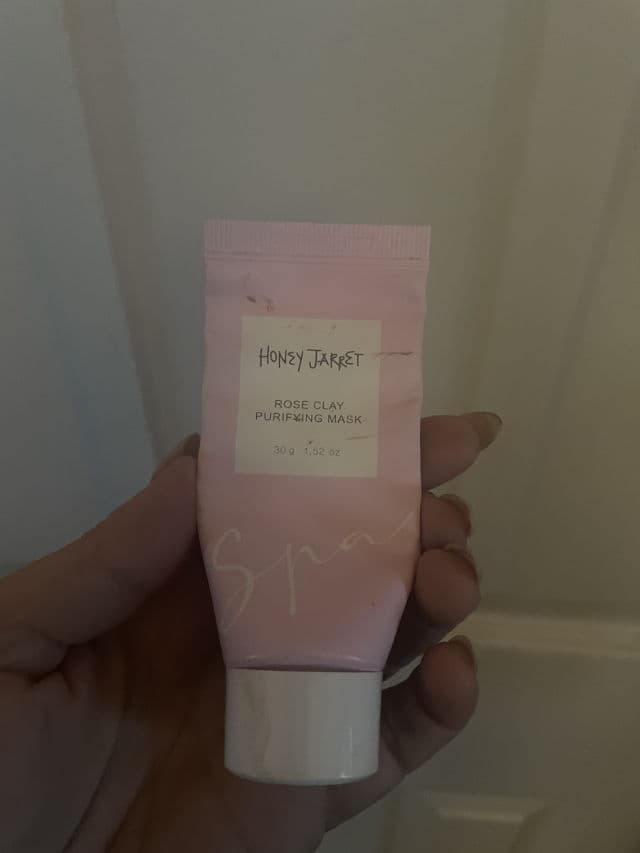 HONEY JARRET
ROSE CLAY
PURIFYING MASK
30 g 1.52 oz
Spa